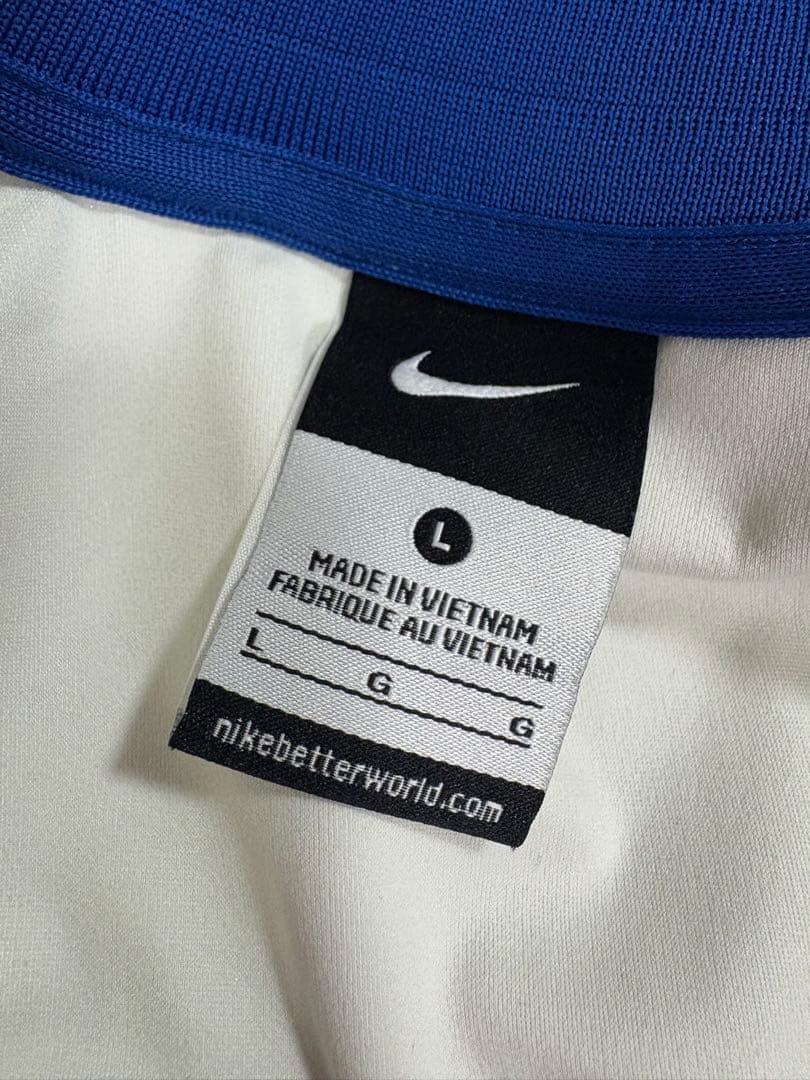 L
MADE IN VIETNAM
FABRIQUE AU VIETNAM
L G G
nikebetterworld.com